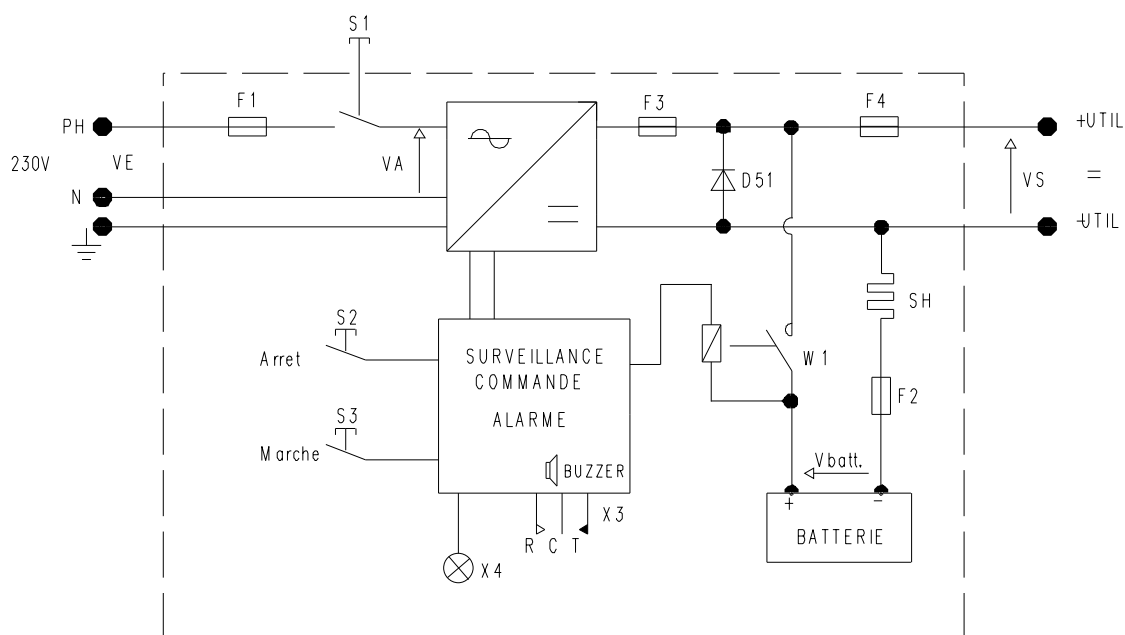 S1
F1
F3
F4
PH
+UTIL
230V
VE
VA
D51
VS
=
N
-UTIL
SH
S2
Arret
SURVEILLANCE
COMMANDE
ALARME
W1
F2
S3
Marche
BUZZER
Vbatt.
X3
+
-
R C T
BATTERIE
X4